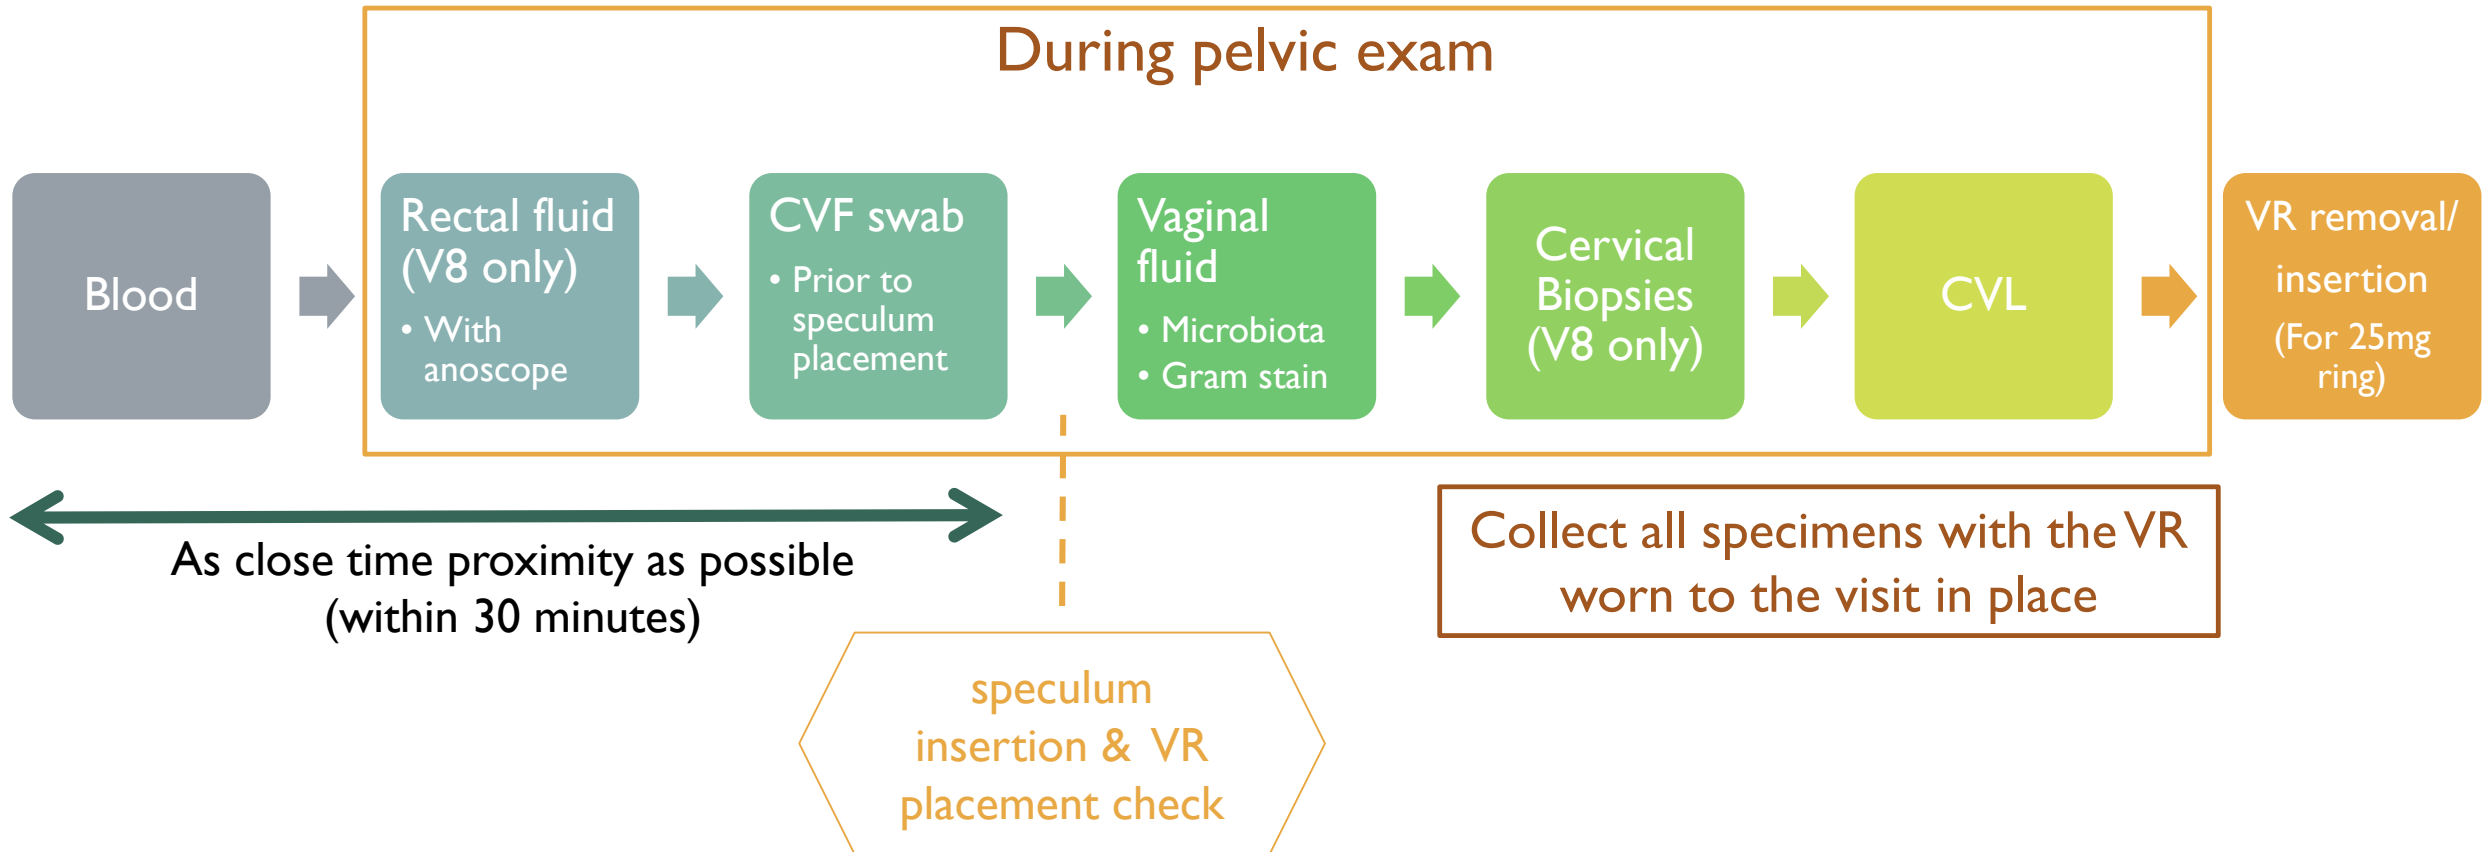 During pelvic exam
Blood
Rectal fluid
(V8 only)
• With
anoscope
CVF swab
• Prior to
speculum
placement
Vaginal
fluid
• Microbiota
• Gram stain
Cervical
Biopsies
(V8 only)
CVL
VR removal/
insertion
(For 25mg
ring)
As close time proximity as possible
(within 30 minutes)
Collect all specimens with the VR
worn to the visit in place
speculum
insertion & VR
placement check